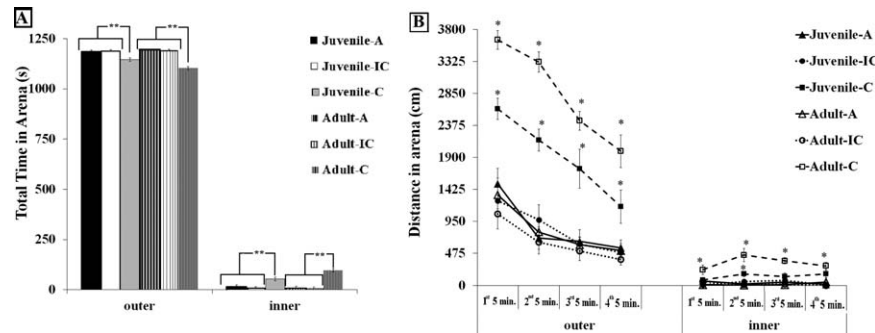 A
Total Time in Arena (s)
1250
1000
750
500
250
0
**
**
**
**
outer
inner
Juvenile-A
Juvenile-IC
Juvenile-C
Adult-A
Adult-IC
Adult-C
B
Distance in arena (cm)
3800
3325
2850
2375
1900
1425
950
475
0
*
*
*
*
*
*
*
*
*
*
*
*
*
1st 5 min.
2nd 5 min.
3rd 5 min.
4th 5 min.
1st 5 min.
2nd 5 min.
3rd 5 min.
4th 5 min.
outer
inner
Juvenile-A
Juvenile-IC
Juvenile-C
Adult-A
Adult-IC
Adult-C